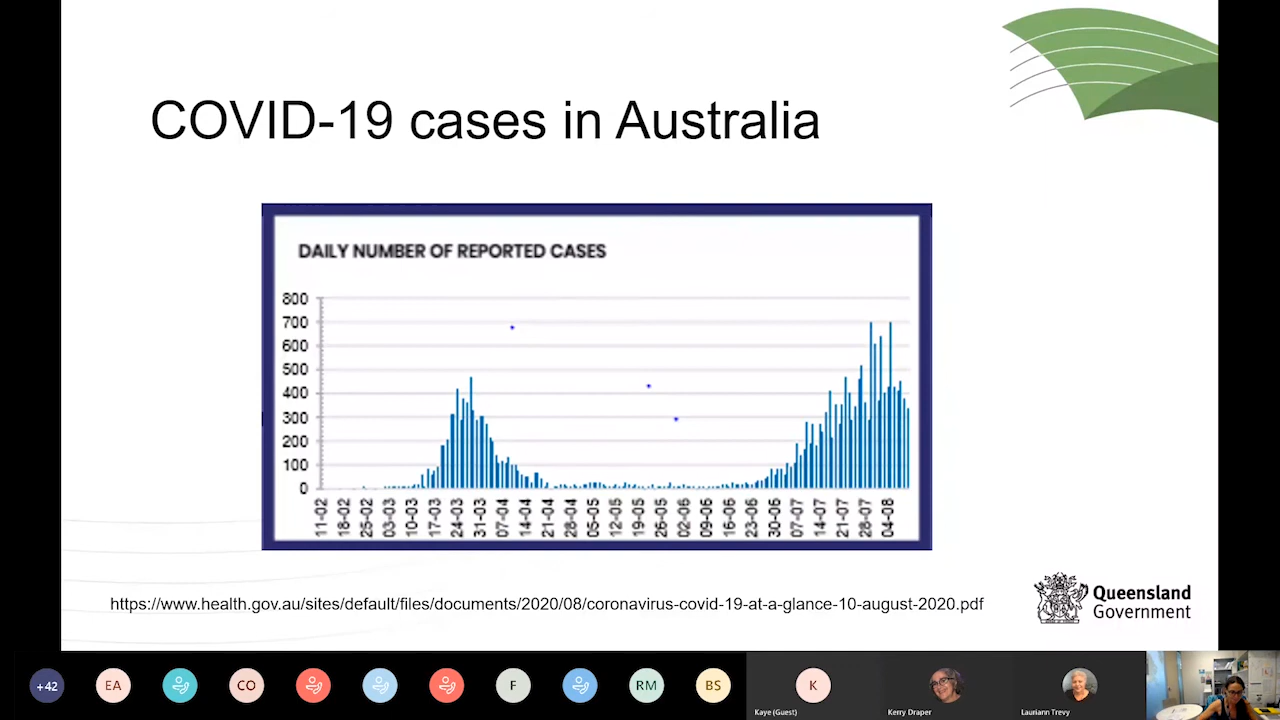 COVID-19 cases in Australia
DAILY NUMBER OF REPORTED CASES
800
700
600
500
400
300
200
100
0
11-02
18-02
25-02
03-03
10-03
17-03
24-03
31-03
07-04
14-04
21-04
28-04
05-05
12-05
19-05
26-05
02-06
09-06
16-06
23-06
30-06
07-07
14-07
21-07
28-07
04-08
https://www.health.gov.au/sites/default/files/documents/2020/08/coronavirus-covid-19-at-a-glance-10-august-2020.pdf
Queensland
Government
+42
EA
CO
F
RM
BS
K
Kaye (Guest)
Kerry Draper
Lauriann Trevy